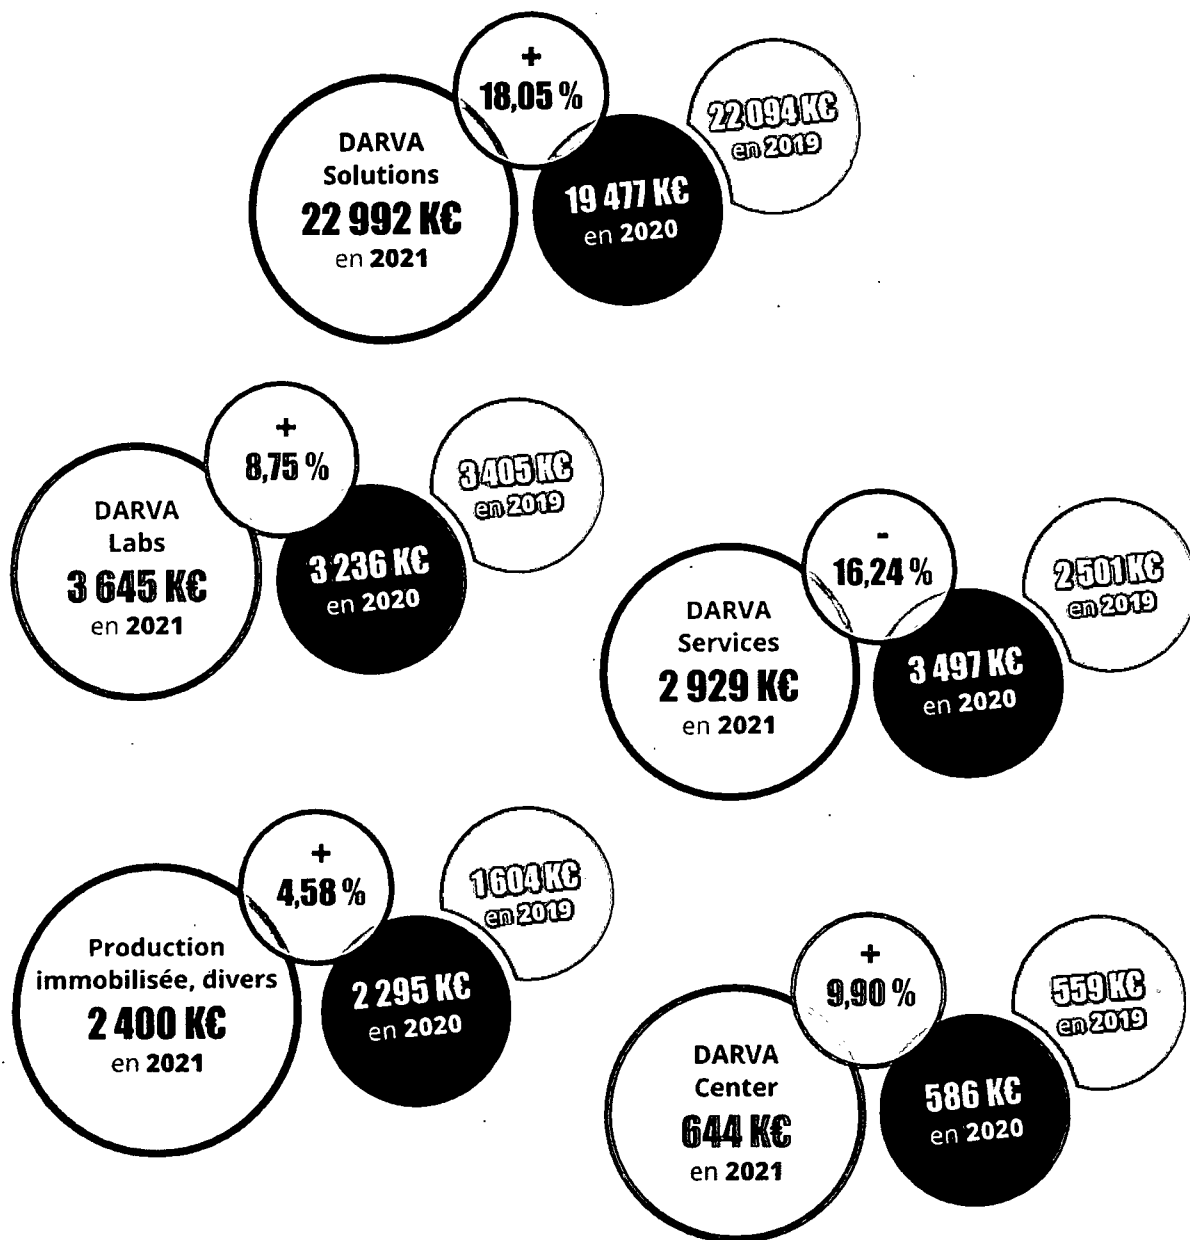 +
18,05 %
DARVA
Solutions
22 992 K€
en 2021
19 477 K€
en 2020
22 094 K€
en 2019
+
8,75 %
DARVA
Labs
3 645 K€
en 2021
3 236 K€
en 2020
3 405 K€
en 2019
-
16,24 %
DARVA
Services
2 929 K€
en 2021
3 497 K€
en 2020
2 501 K€
en 2019
+
4,58 %
Production
immobilisée, divers
2 400 K€
en 2021
2 295 K€
en 2020
1 604 K€
en 2019
+
9,90 %
DARVA
Center
644 K€
en 2021
586 K€
en 2020
559 K€
en 2019